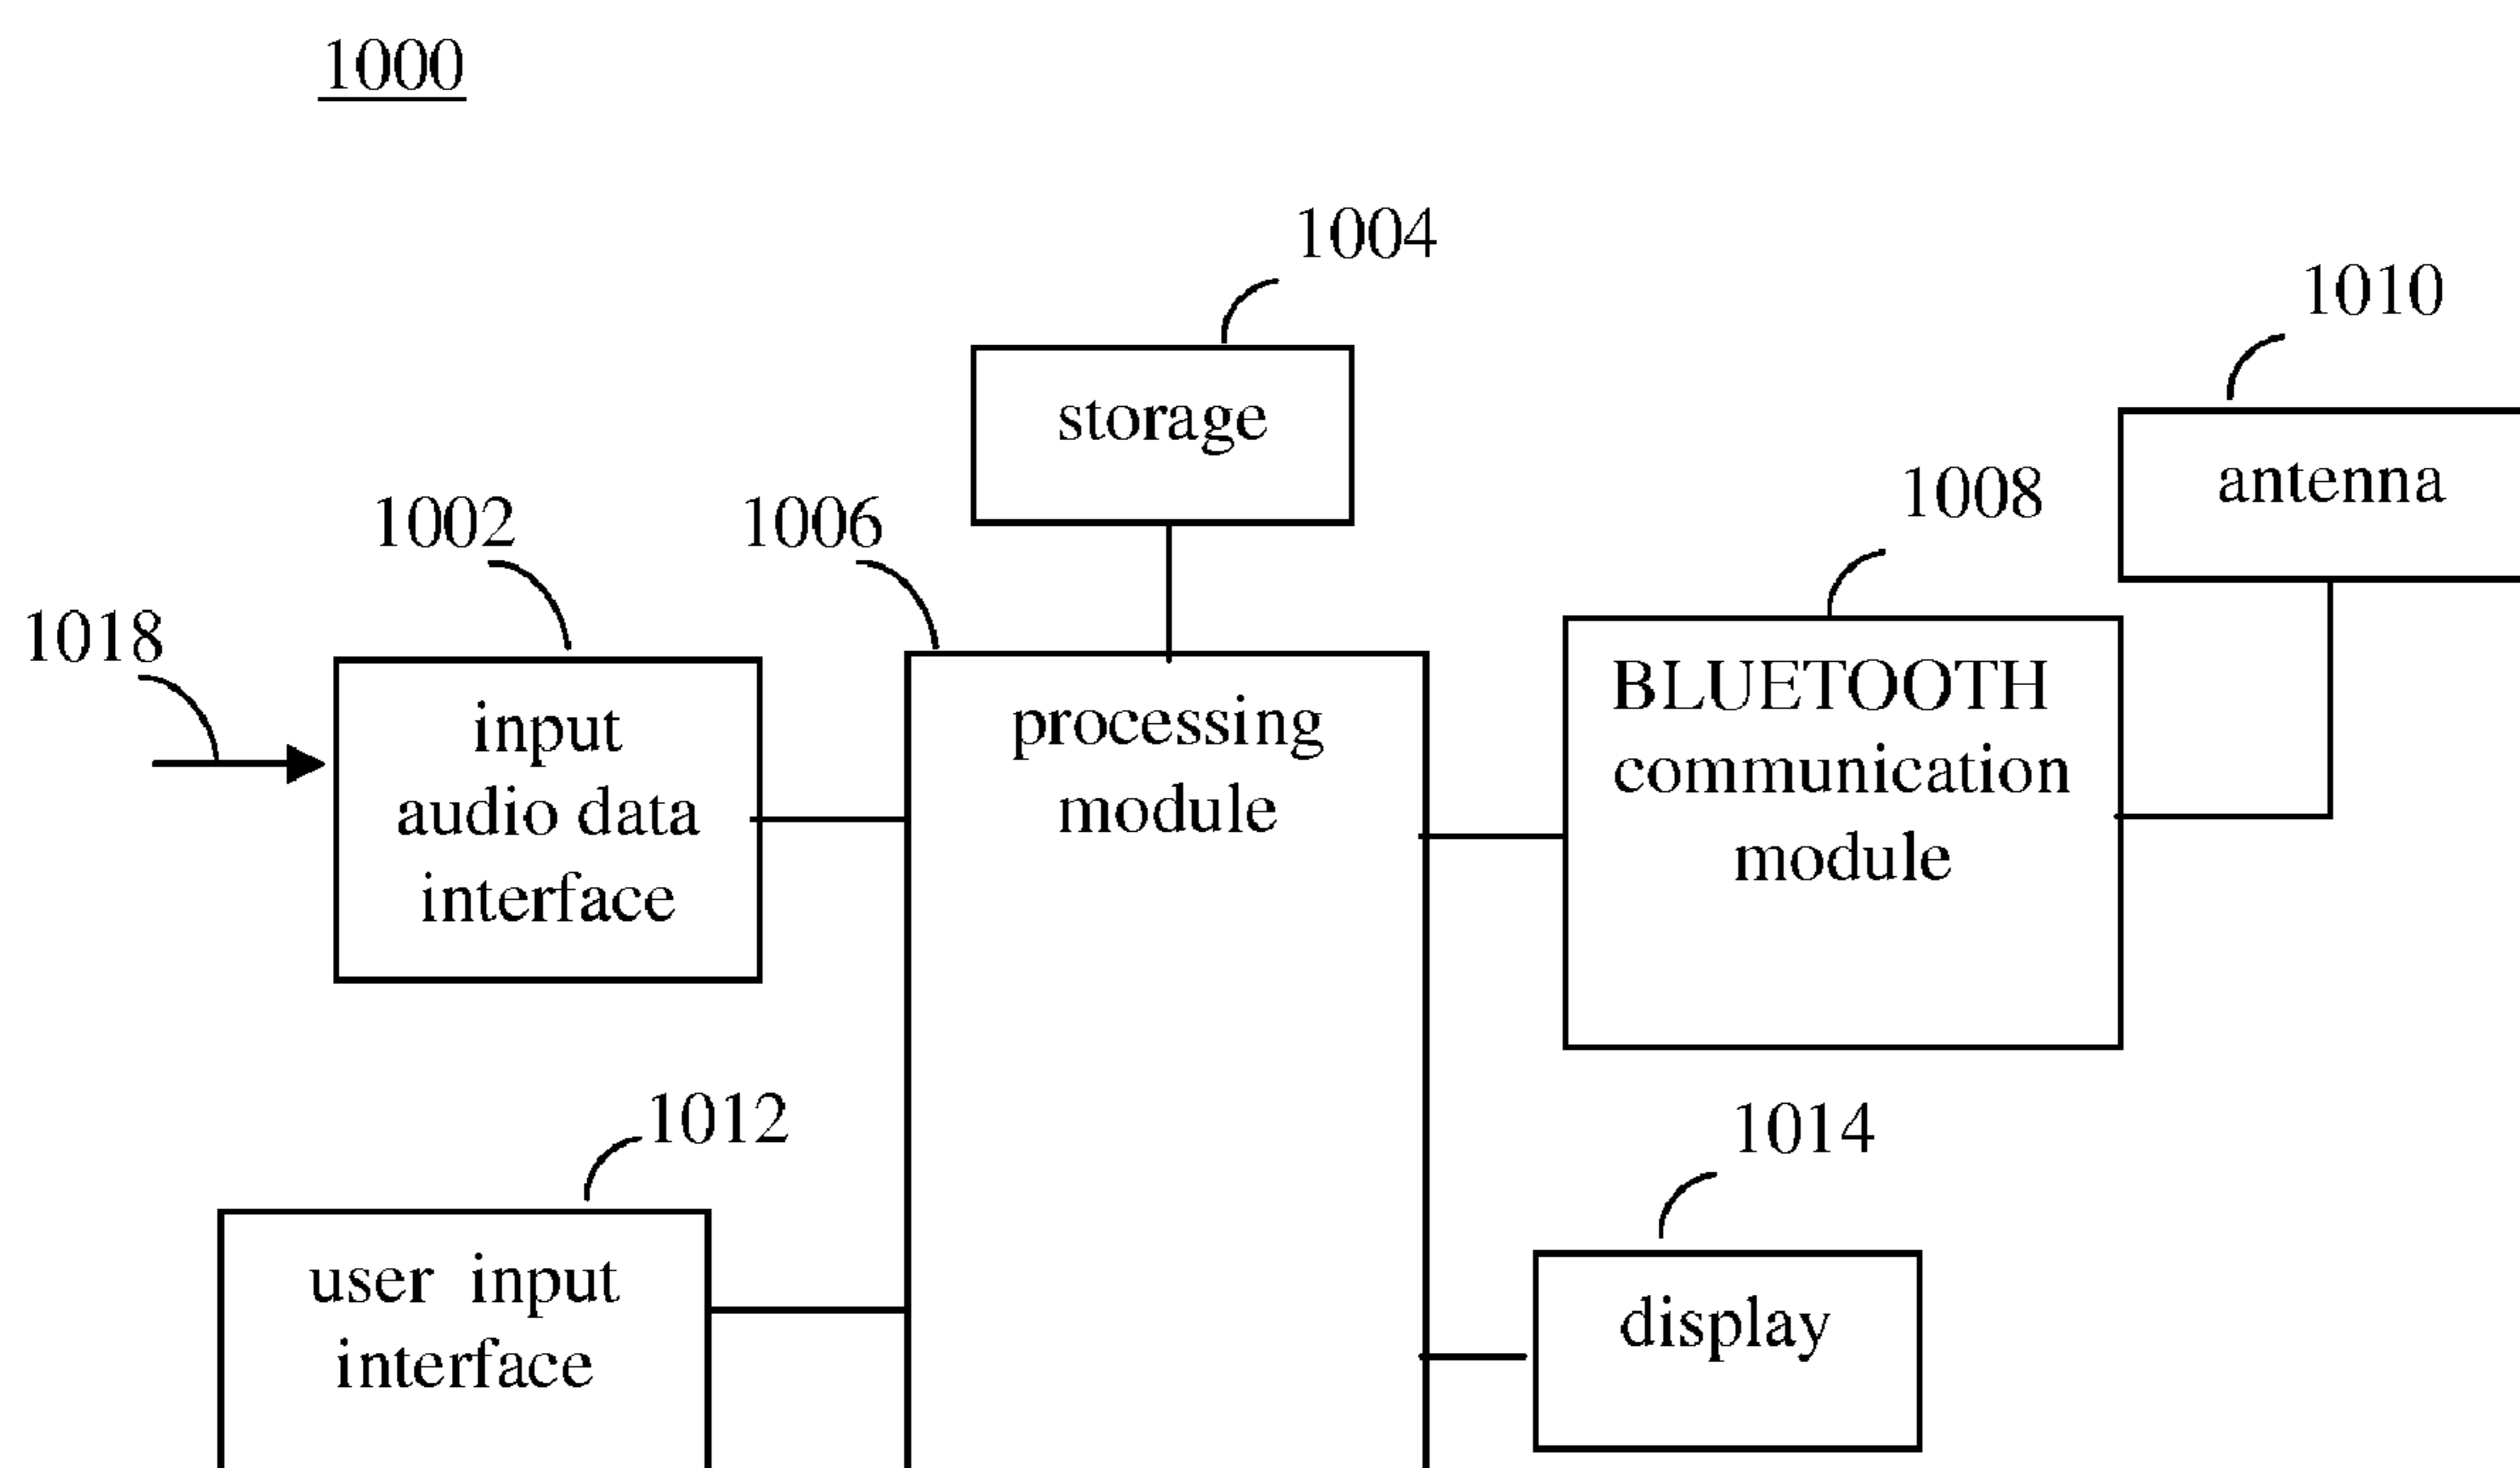 1000
1004
1010
storage
antenna
1008
1002
1006
1018
input
audio data
interface
processing
module
BLUETOOTH
communication
module
1012
1014
user input
interface
display